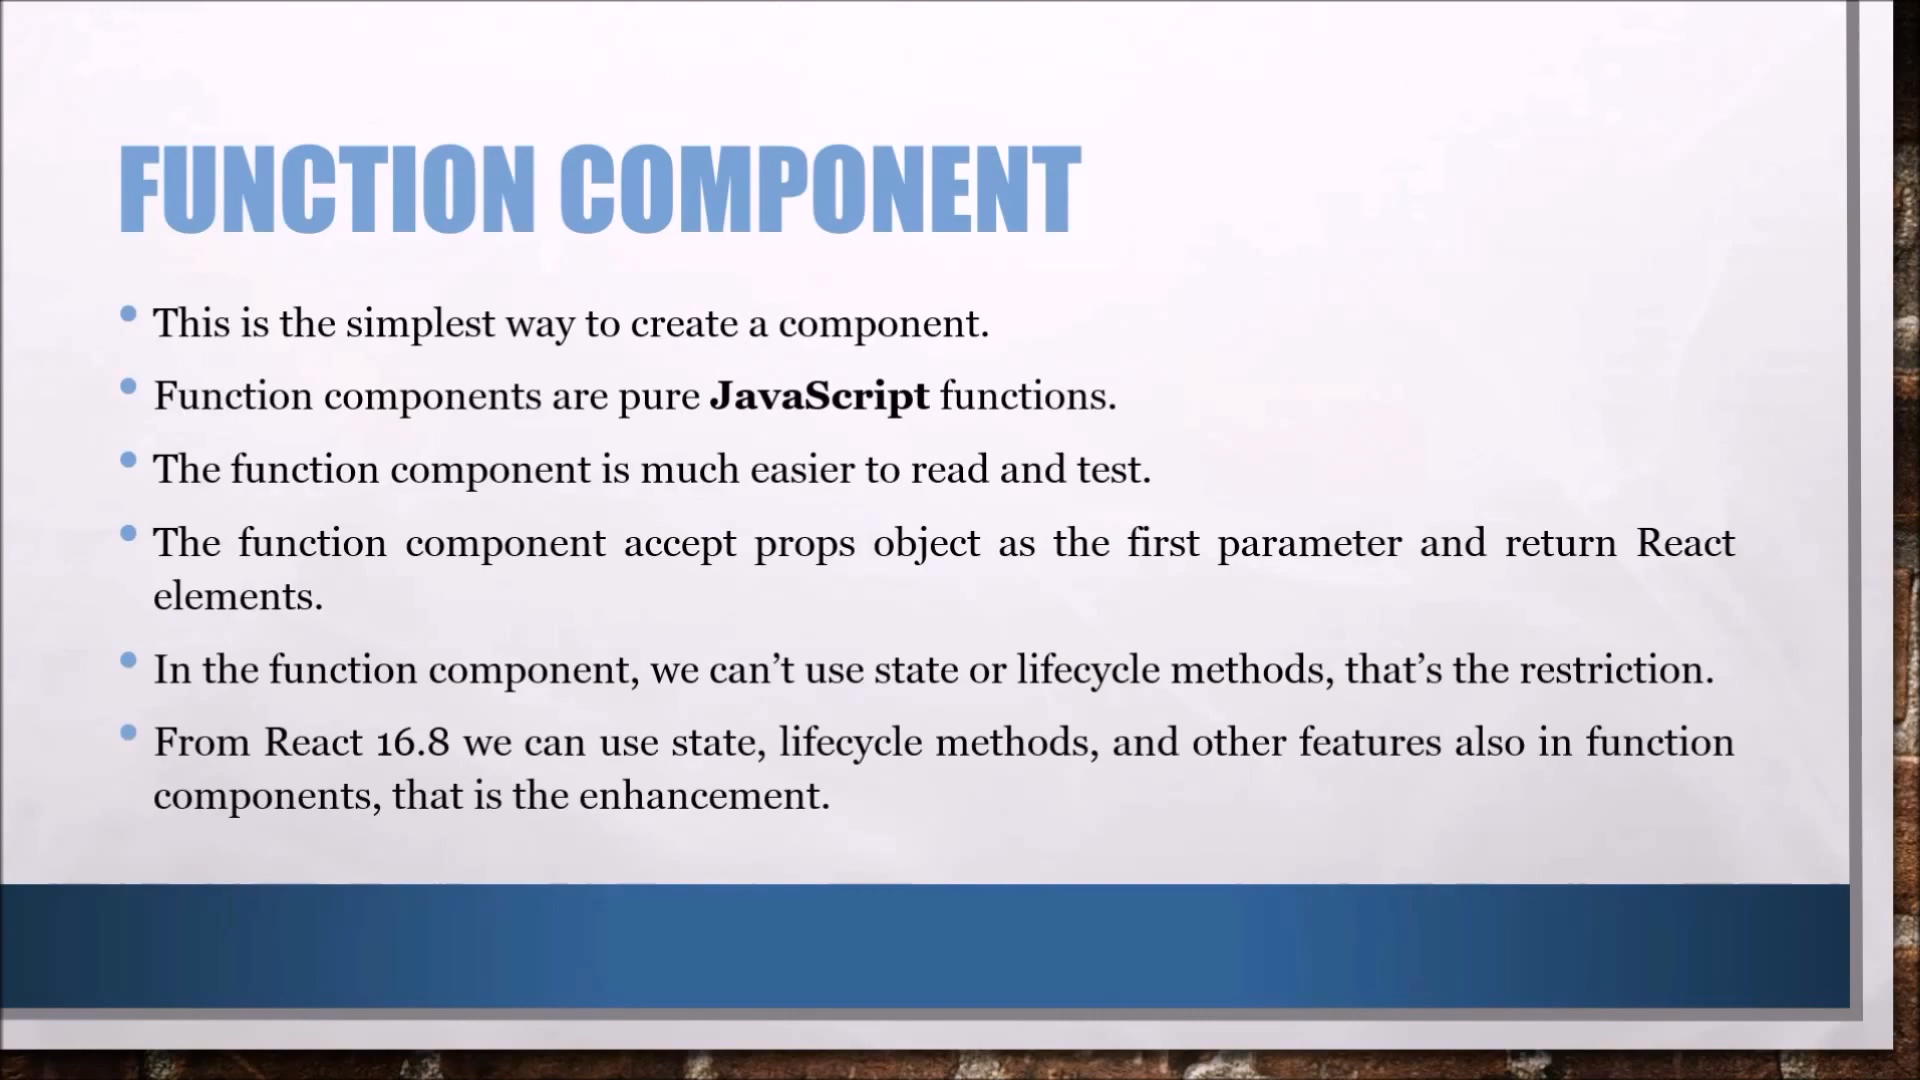 FUNCTION COMPONENT
• This is the simplest way to create a component.
• Function components are pure JavaScript functions.
• The function component is much easier to read and test.
• The function component accept props object as the first parameter and return React
elements.
• In the function component, we can’t use state or lifecycle methods, that’s the restriction.
• From React 16.8 we can use state, lifecycle methods, and other features also in function
components, that is the enhancement.